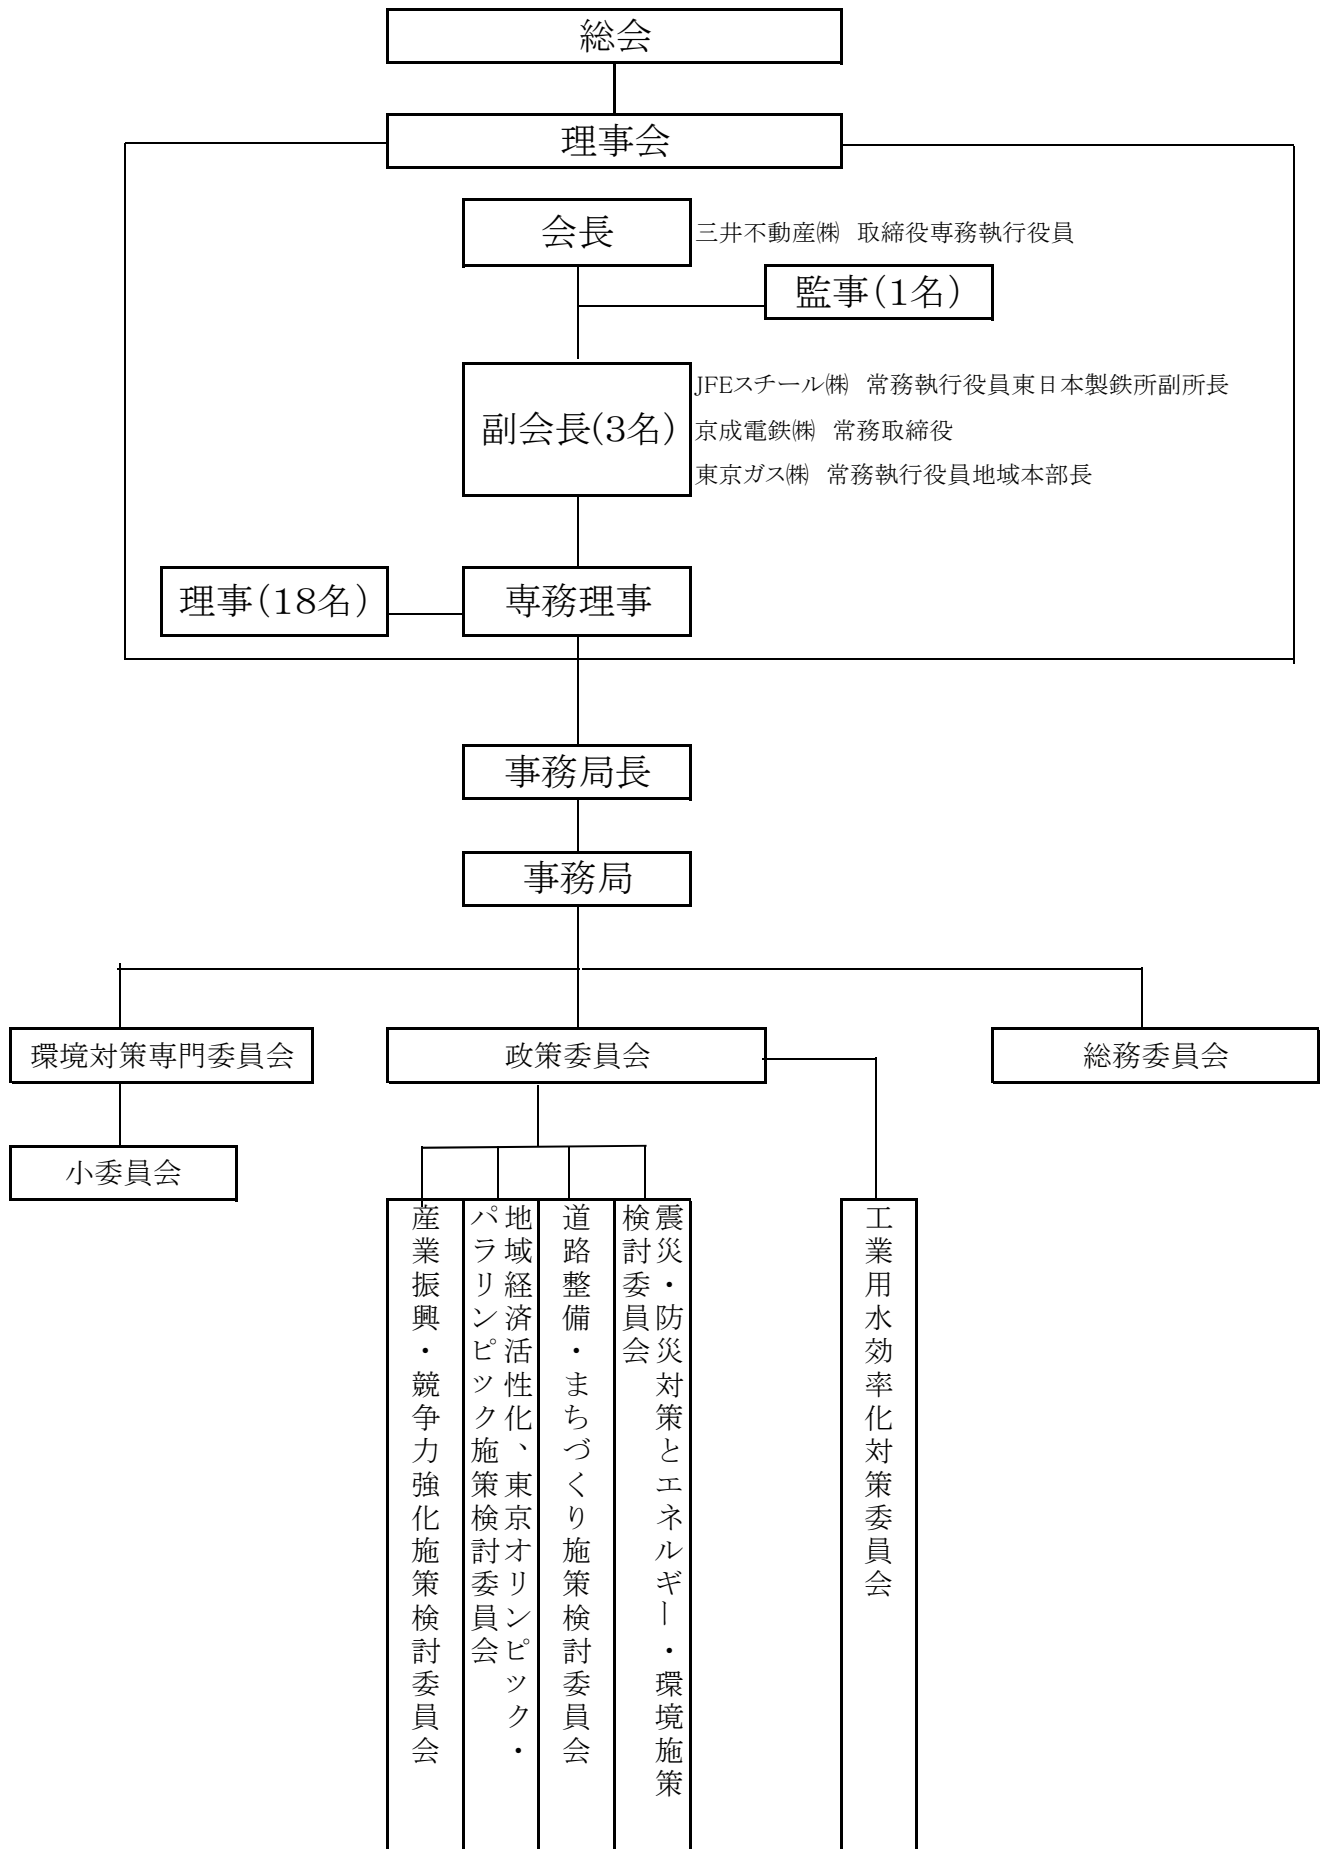 総会
理事会
会長
三井不動産㈱ 取締役専務執行役員
監事(1名)
副会長(3名)
JFEスチール㈱ 常務執行役員東日本製鉄所副所長
京成電鉄㈱ 常務取締役
東京ガス㈱ 常務執行役員地域本部長
理事(18名)
専務理事
事務局長
事務局
環境対策専門委員会
政策委員会
総務委員会
小委員会
産業振興・競争力強化施策検討委員会
地域経済活性化、東京オリンピック・
パラリンピック施策検討委員会
道路整備・まちづくり施策検討委員会
震災・防災対策とエネルギー・環境施策
検討委員会
工業用水効率化対策委員会